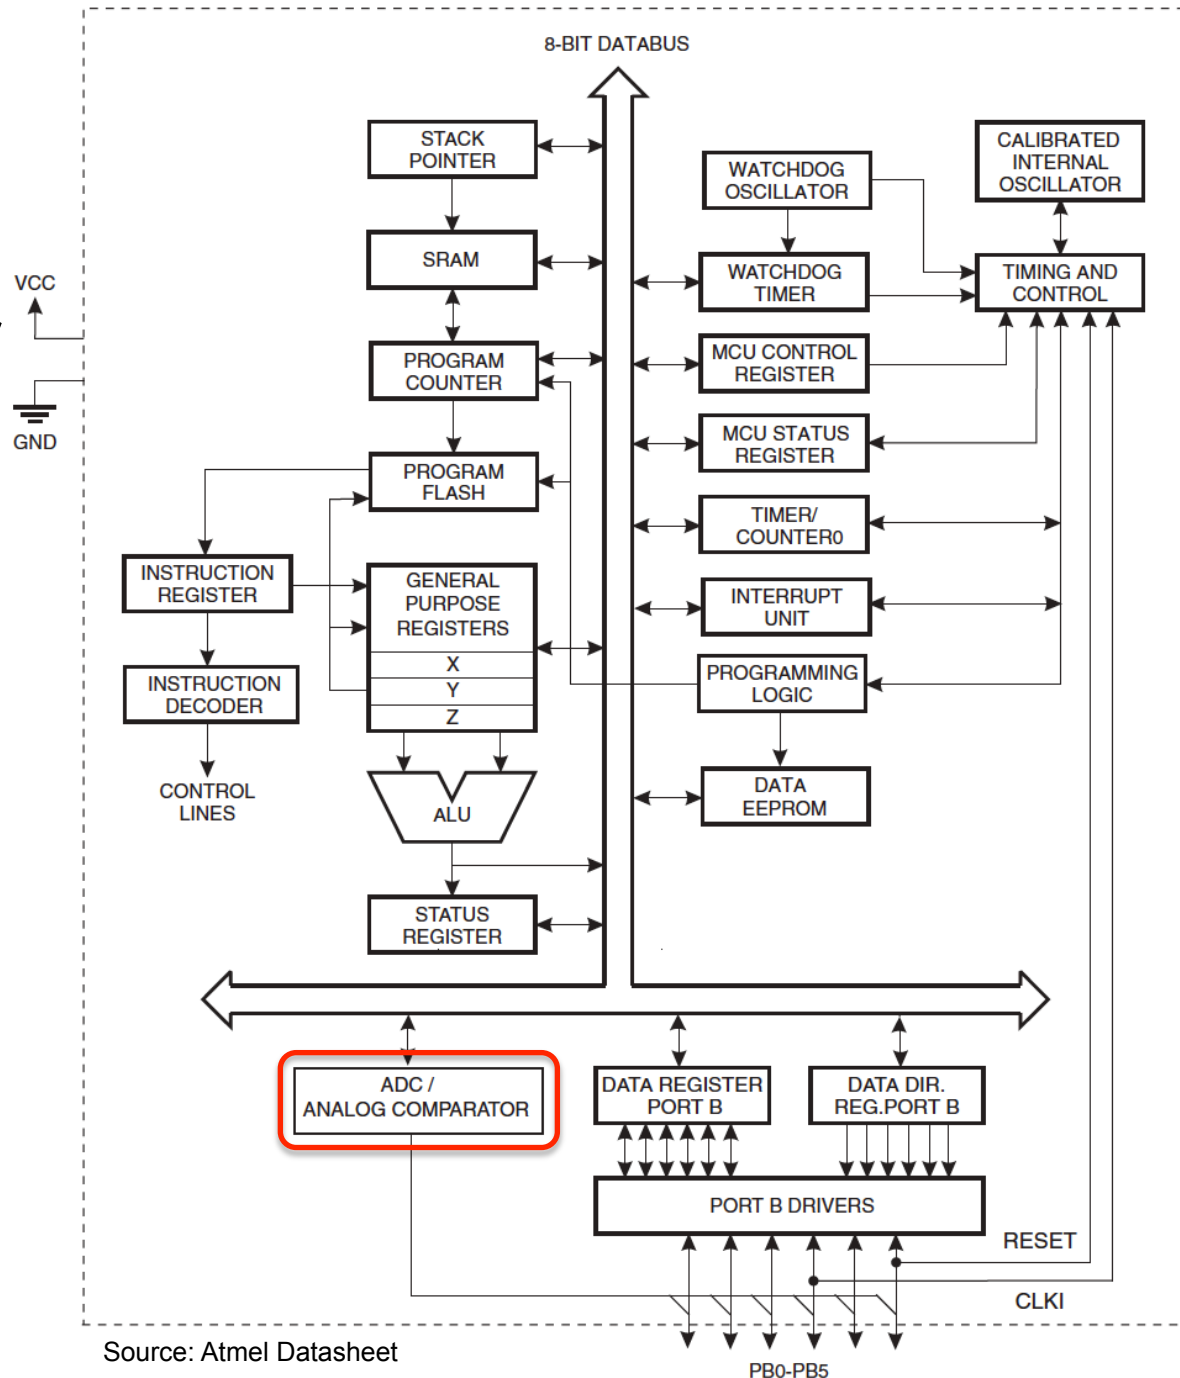 8-BIT DATABUS
STACK
POINTER
CALIBRATED
INTERNAL
OSCILLATOR
WATCHDOG
OSCILLATOR
SRAM
WATCHDOG
TIMER
TIMING AND
CONTROL
VCC
PROGRAM
COUNTER
MCU CONTROL
REGISTER
GND
MCU STATUS
REGISTER
PROGRAM
FLASH
TIMER/
COUNTER0
INSTRUCTION
REGISTER
GENERAL
PURPOSE
REGISTERS
X
Y
Z
INTERRUPT
UNIT
INSTRUCTION
DECODER
PROGRAMMING
LOGIC
CONTROL
LINES
ALU
DATA
EEPROM
STATUS
REGISTER
ADC /
ANALOG COMPARATOR
DATA REGISTER
PORT B
DATA DIR.
REG.PORT B
PORT B DRIVERS
RESET
CLKI
Source: Atmel Datasheet
PB0-PB5